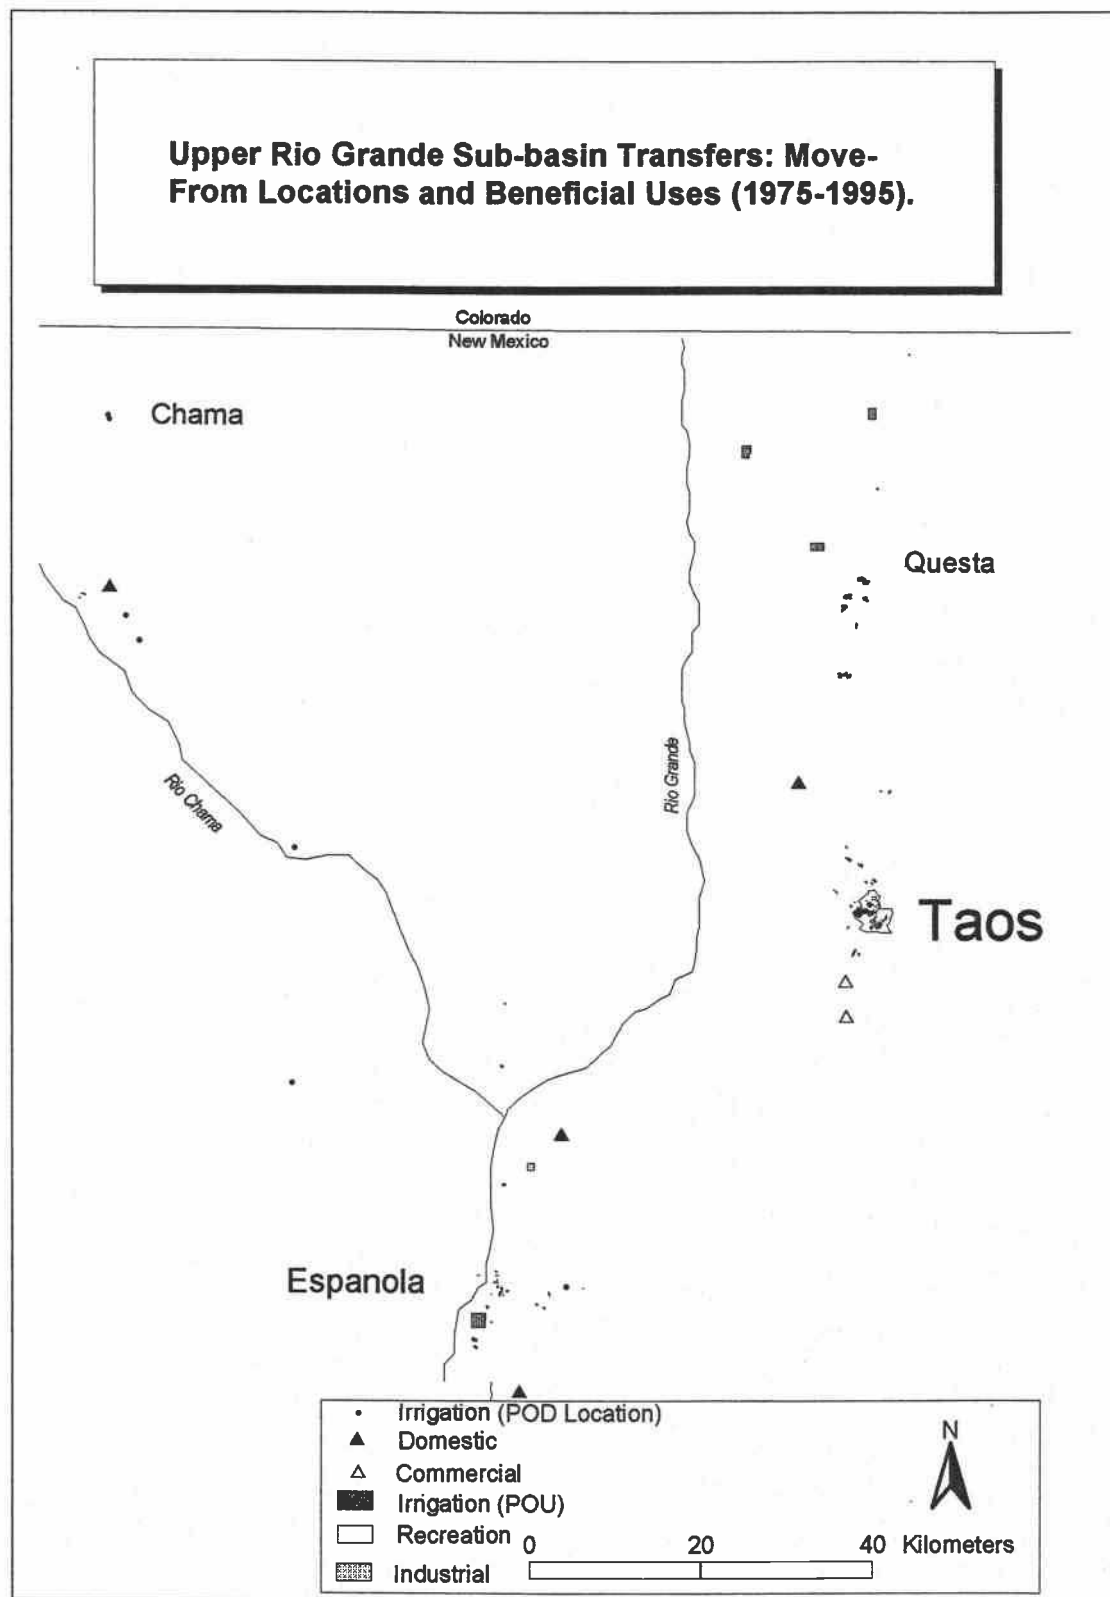 Upper Rio Grande Sub-basin Transfers: Move-
From Locations and Beneficial Uses (1975-1995).
Colorado
New Mexico
Chama
Questa
Rio Grande
Rio Chama
Taos
Espanola
Irrigation (POD Location)
Domestic
Commercial
Irrigation (POU)
Recreation
Industrial
N
0 20 40 Kilometers